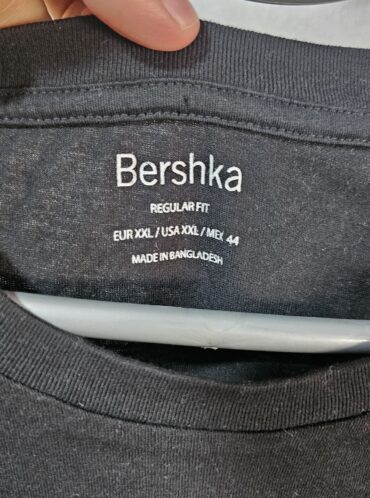 Bershka
REGULAR FIT
EUR XXL / USA XXL / MEX 44
MADE IN BANGLADESH